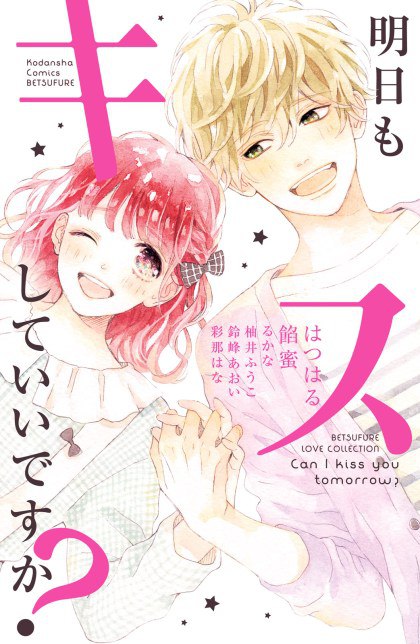 Kodansha
Comics
BETSUFURE
明日も
キス
していいですか?
はつはる
餡蜜
るかな
柚井ふうこ
鈴峰あおい
彩那はな
BETSUFURE
LOVE COLLECTION
Can I kiss you
tomorrow?